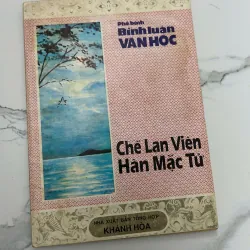 Phê bình
Bình luận
VĂN HỌC
Chế Lan Viên
Hàn Mặc Tử
NHÀ XUẤT BẢN TỔNG HỢP
KHÁNH HÒA